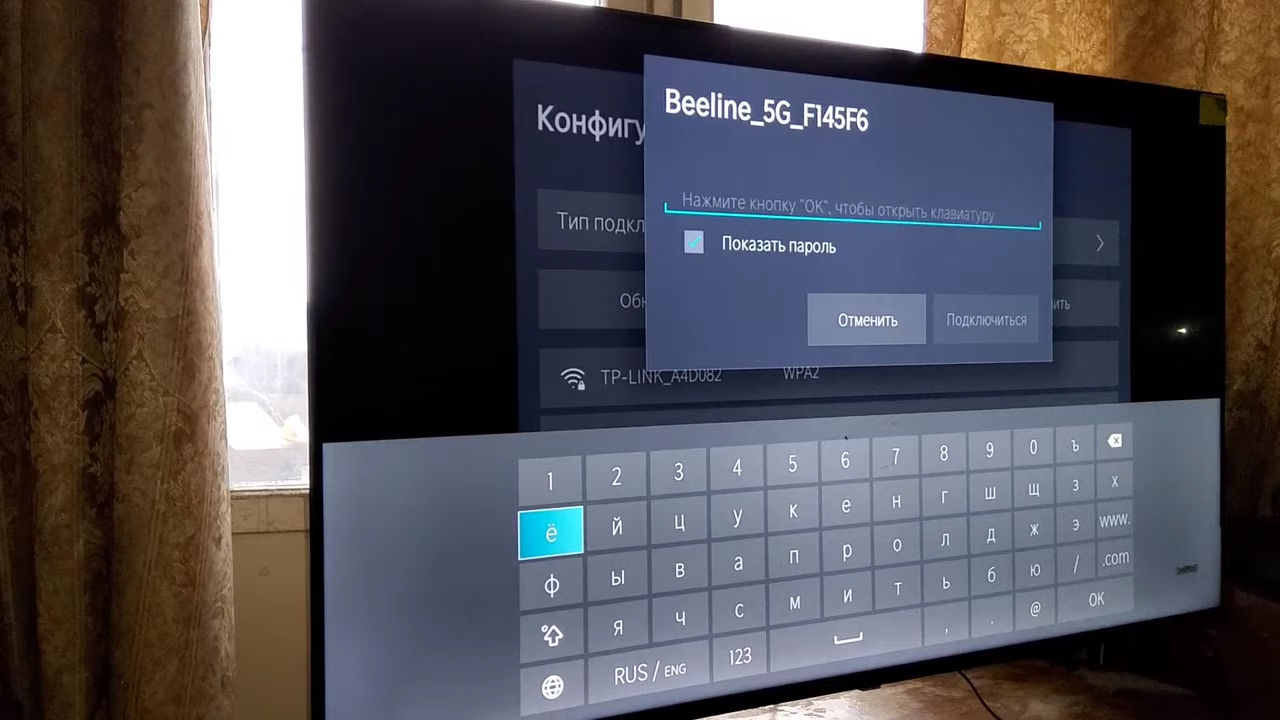 Beeline_5G_F145F6
Конфигу
Нажмите кнопку "ОК", чтобы открыть клавиатуру
Тип подкл
Показать пароль
Отменить
Подключиться
TP-LINK_A4D082 WPA2
1 2 3 4 5 6 7 8 9 0 ъ
ё й ц у к е н г ш щ з х
ф ы в а п р о л д ж э www.
я ч с м и т ь б ю / .com
RUS / ENG 123 , . @ OK